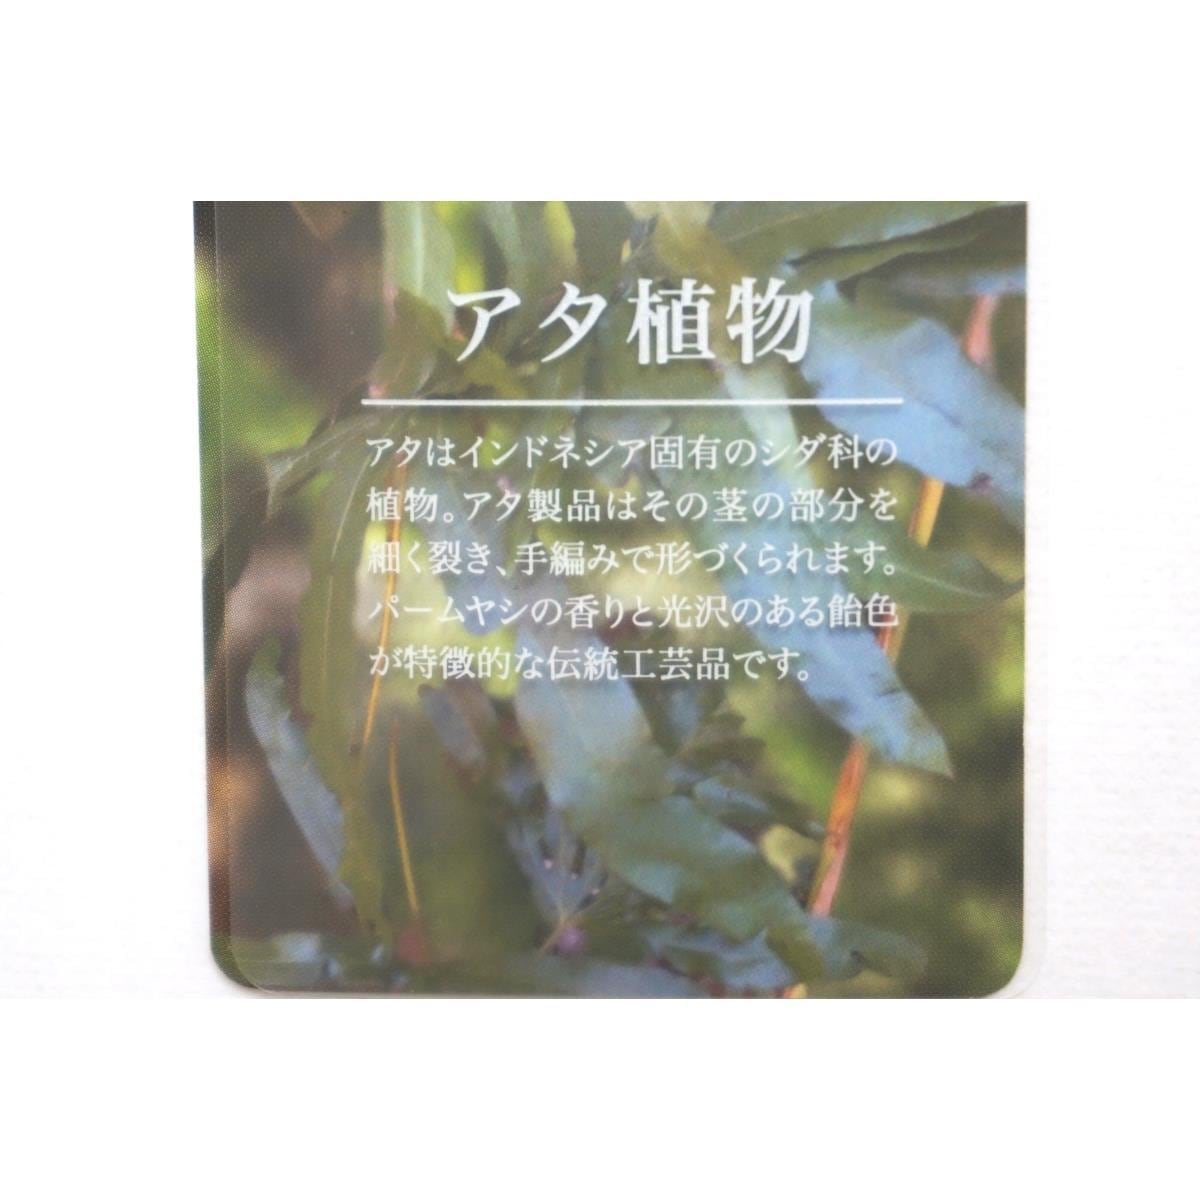 アタ植物
アタはインドネシア固有のシダ科の
植物。アタ製品はその茎の部分を
細く裂き、手編みで形づくられます。
パームヤシの香りと光沢のある飴色
が特徴的な伝統工芸品です。